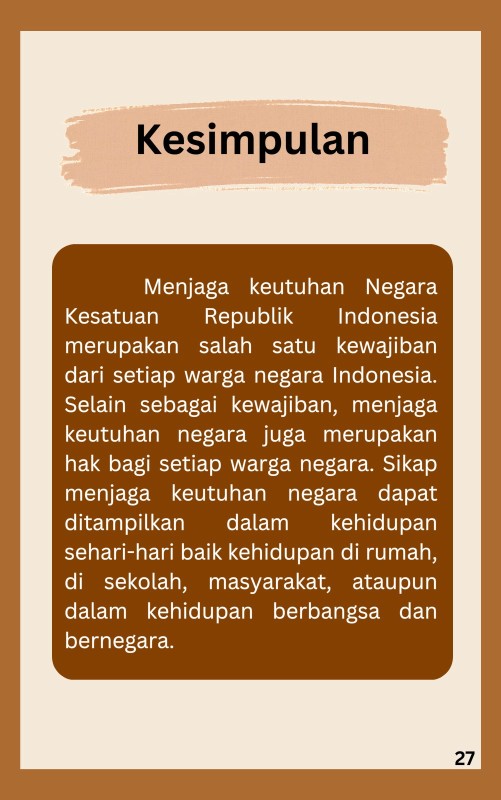 Kesimpulan
Menjaga keutuhan Negara
Kesatuan Republik Indonesia
merupakan salah satu kewajiban
dari setiap warga negara Indonesia.
Selain sebagai kewajiban, menjaga
keutuhan negara juga merupakan
hak bagi setiap warga negara. Sikap
menjaga keutuhan negara dapat
ditampilkan dalam kehidupan
sehari-hari baik kehidupan di rumah,
di sekolah, masyarakat, ataupun
dalam kehidupan berbangsa dan
bernegara.
27